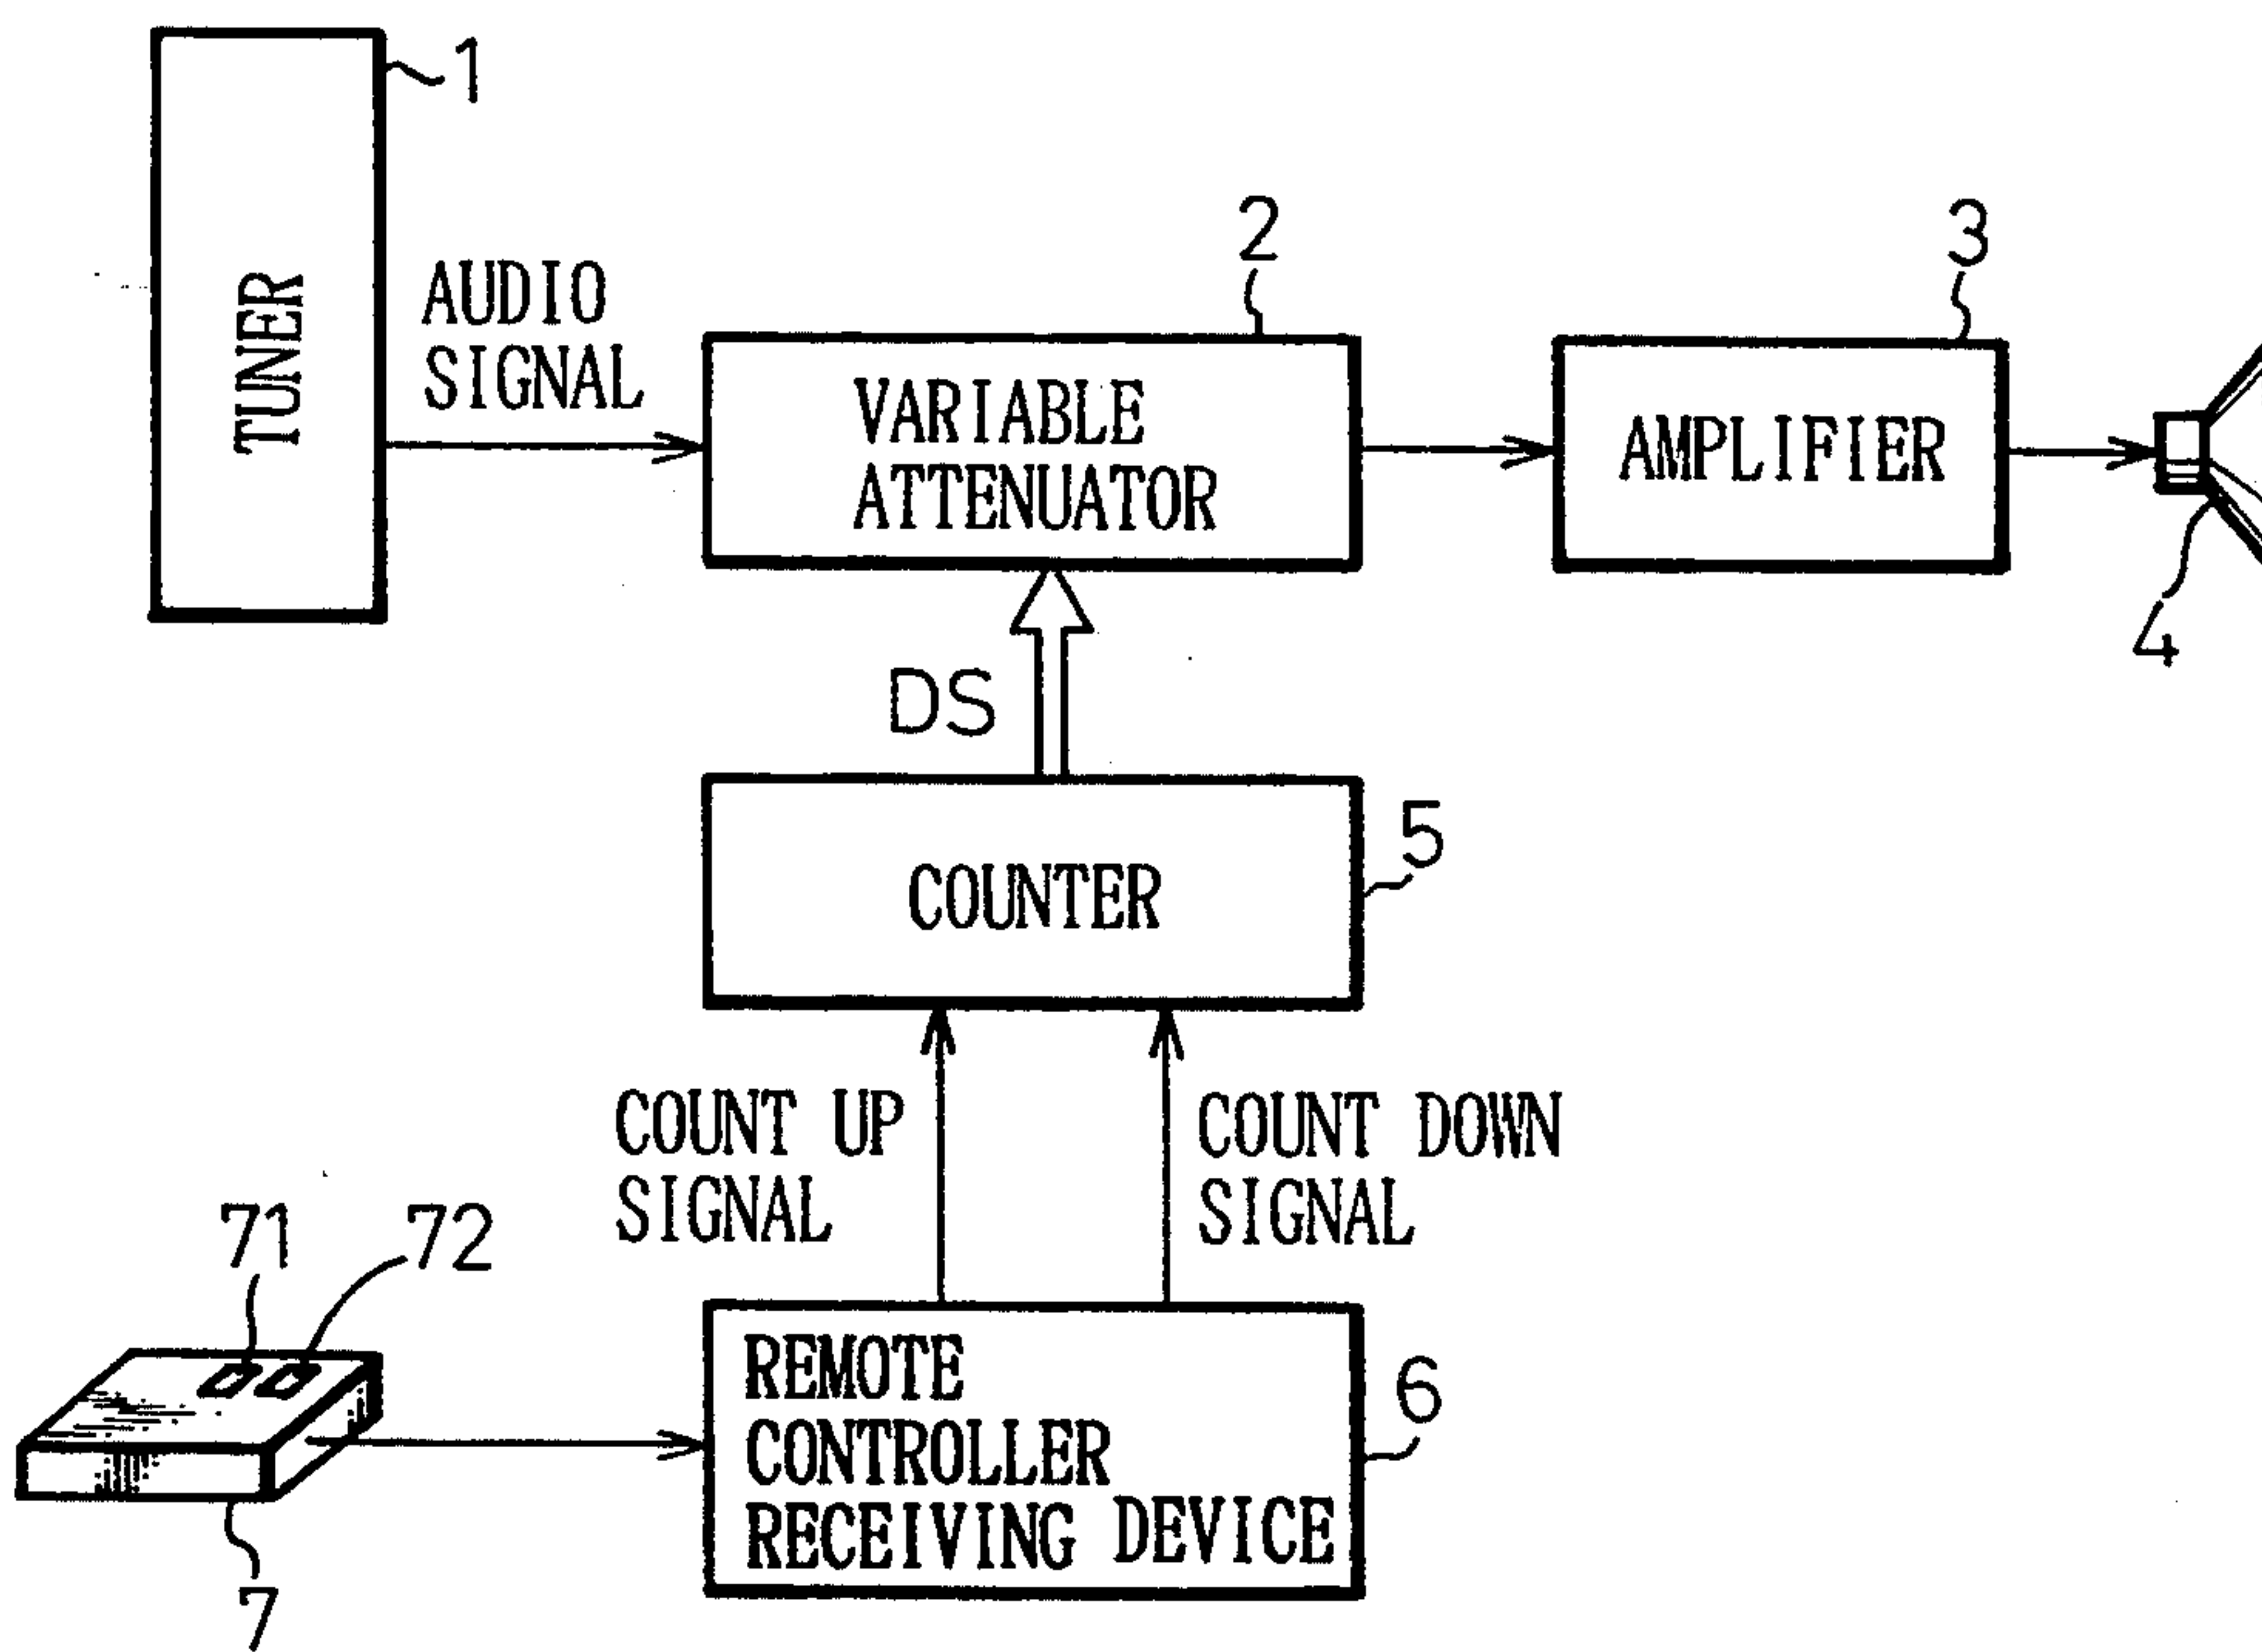 1
TUNER
AUDIO
SIGNAL
2
VARIABLE
ATTENUATOR
3
AMPLIFIER
4
DS
5
COUNTER
COUNT UP
SIGNAL
COUNT DOWN
SIGNAL
71
72
7
6
REMOTE
CONTROLLER
RECEIVING DEVICE